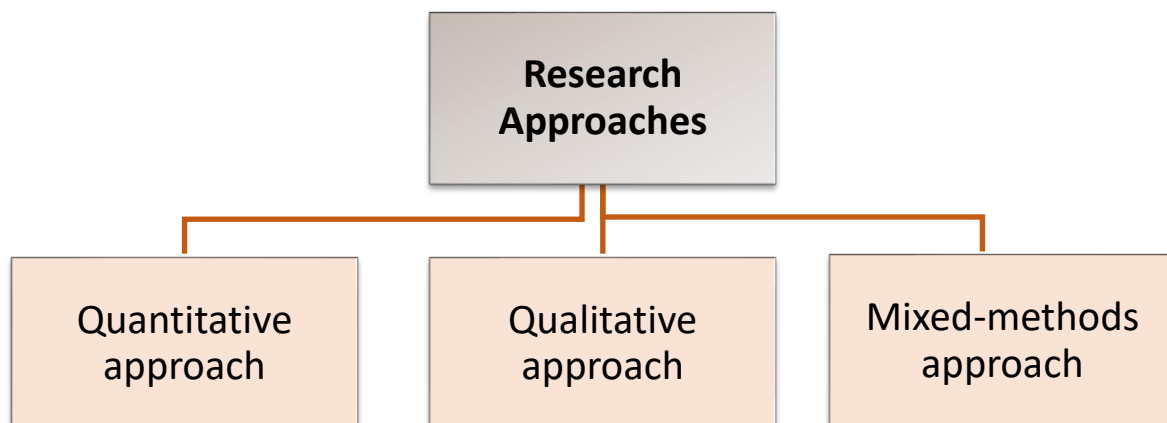 Research
Approaches
Quantitative
approach
Qualitative
approach
Mixed-methods
approach